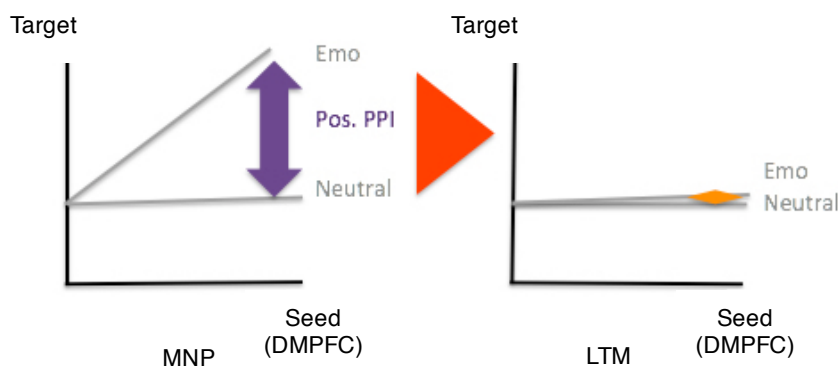 Target
Emo
Pos. PPI
Neutral
Seed
(DMPFC)
MNP
Target
Emo
Neutral
Seed
(DMPFC)
LTM